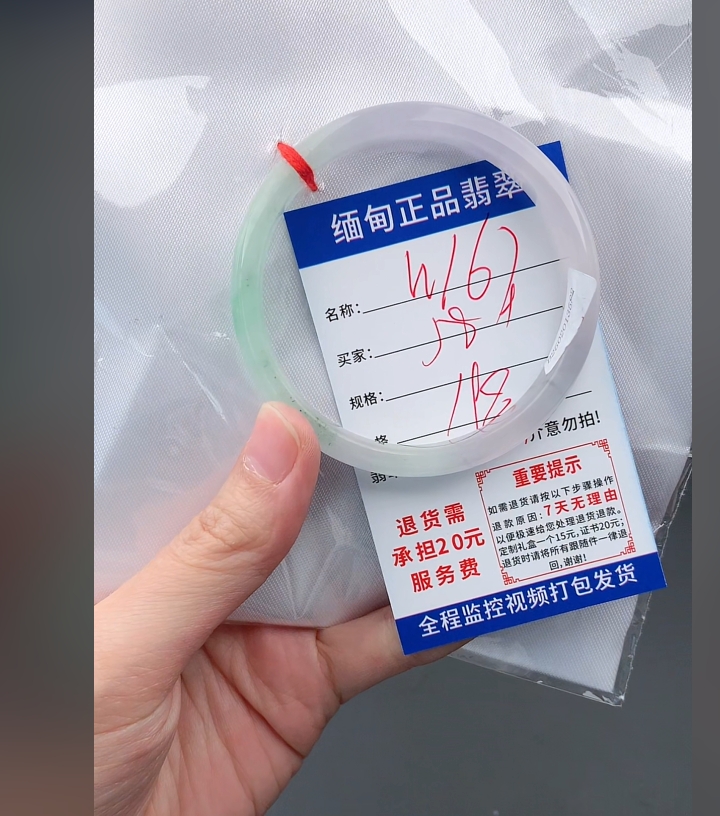 缅甸正品翡翠
名称：
W16)
买家：
58
规格：
格
118
介意勿拍!
退货需
承担20元
服务费
重要提示
如需退货请按以下步骤操作
退款原因：7天无理由
以便极速给您处理退货退款。
定制礼盒一个15元，证书20元；
退货时请将所有跟随件一律退
回，谢谢！
全程监控视频打包发货